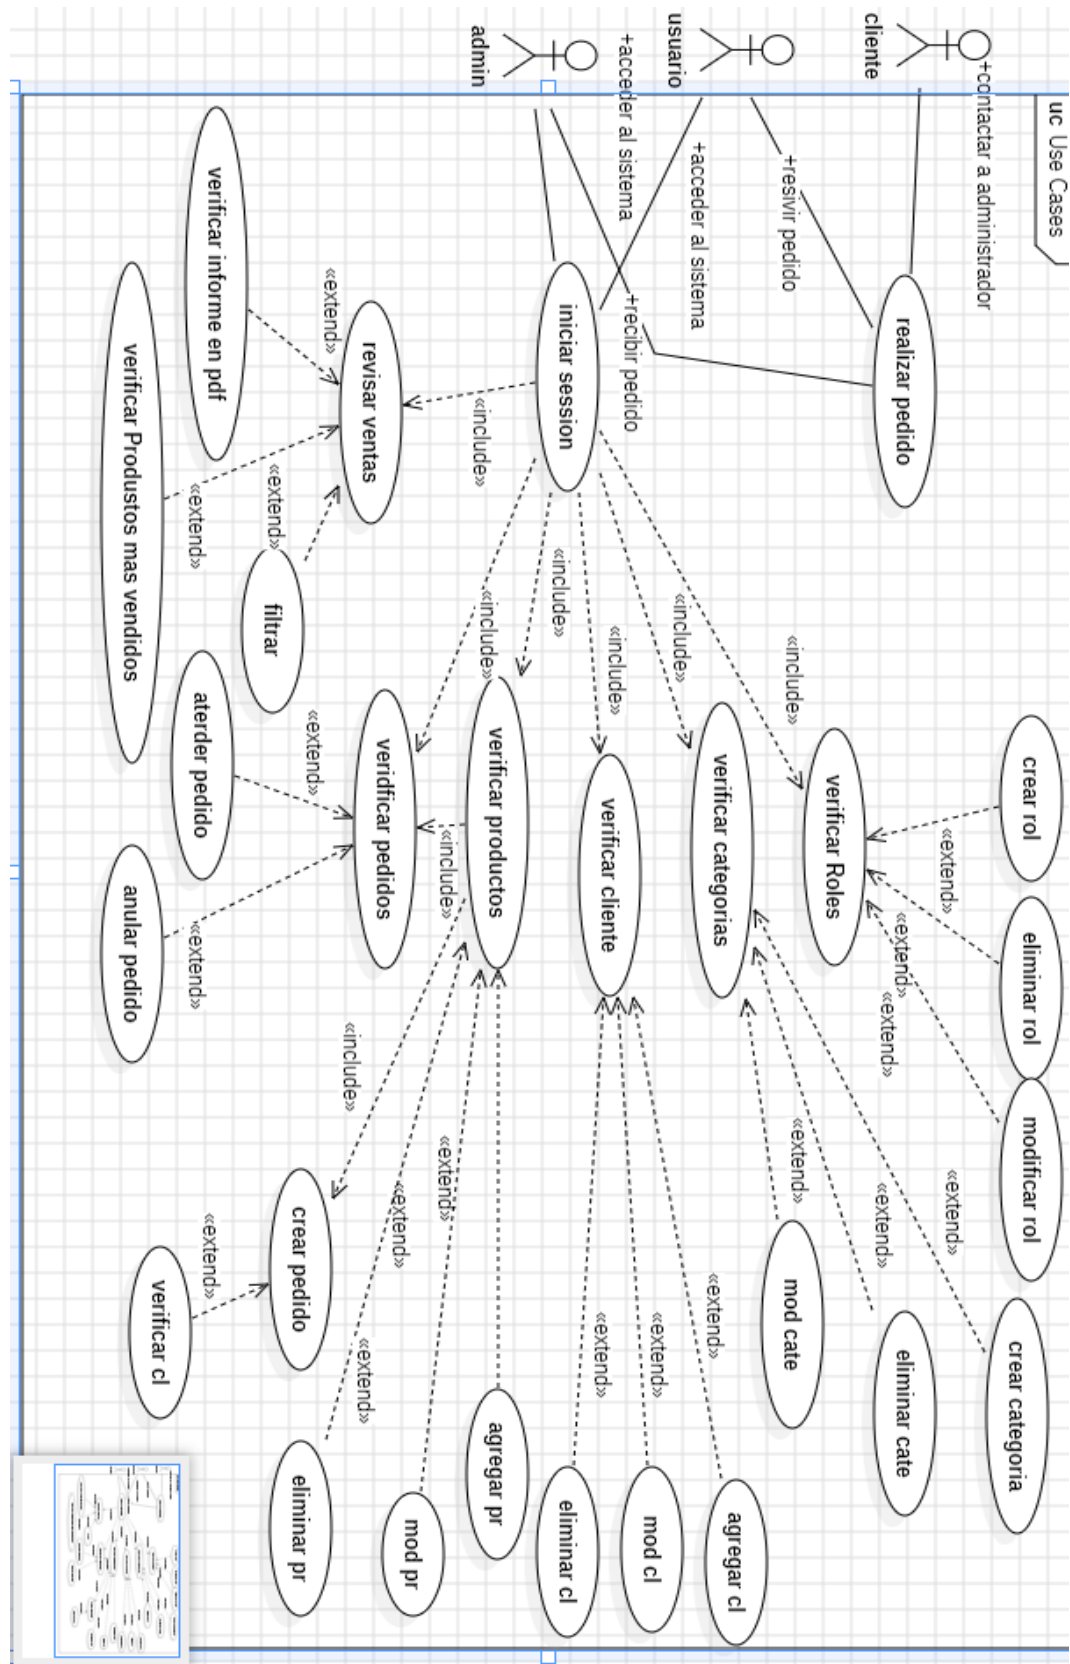 uc Use Cases
cliente
+contactar a administrador
usuario
+resivir pedido
+acceder al sistema
admin
+acceder al sistema
+recibir pedido
realizar pedido
iniciar session
revisar ventas
«include»
verificar informe en pdf
«extend»
verificar Produstos mas vendidos
«extend»
filtrar
«extend»
«include»
«include»
«include»
«include»
«include»
crear rol
«extend»
eliminar rol
«extend»
modificar rol
«extend»
verificar Roles
verificar categorias
verificar cliente
verificar productos
veridficar pedidos
«include»
aterder pedido
«extend»
anular pedido
«extend»
«include»
crear pedido
verificar cl
«extend»
crear categoria
«extend»
eliminar cate
«extend»
mod cate
«extend»
agregar cl
«extend»
mod cl
«extend»
eliminar cl
«extend»
agregar pr
«extend»
mod pr
«extend»
eliminar pr
«extend»